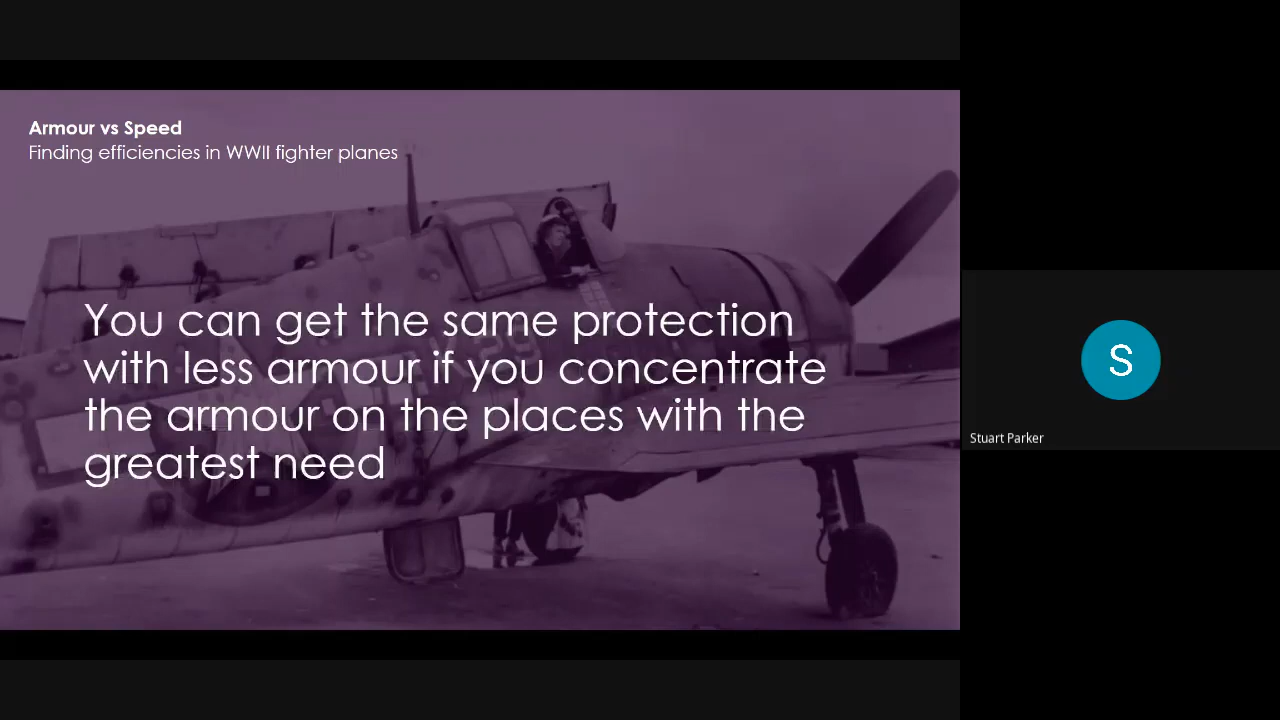 Armour vs Speed
Finding efficiencies in WWII fighter planes
You can get the same protection
with less armour if you concentrate
the armour on the places with the
greatest need
S
Stuart Parker